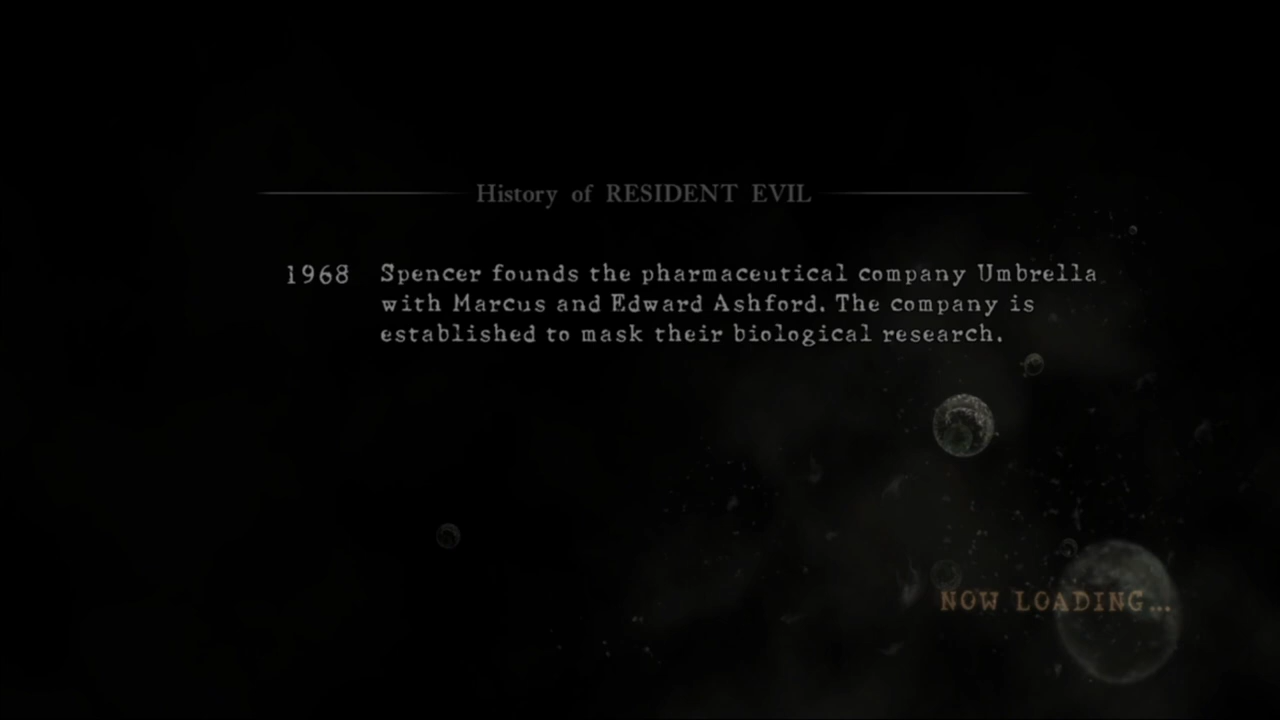 History of RESIDENT EVIL
1968 Spencer founds the pharmaceutical company Umbrella
with Marcus and Edward Ashford. The company is
established to mask their biological research.
NOW LOADING...